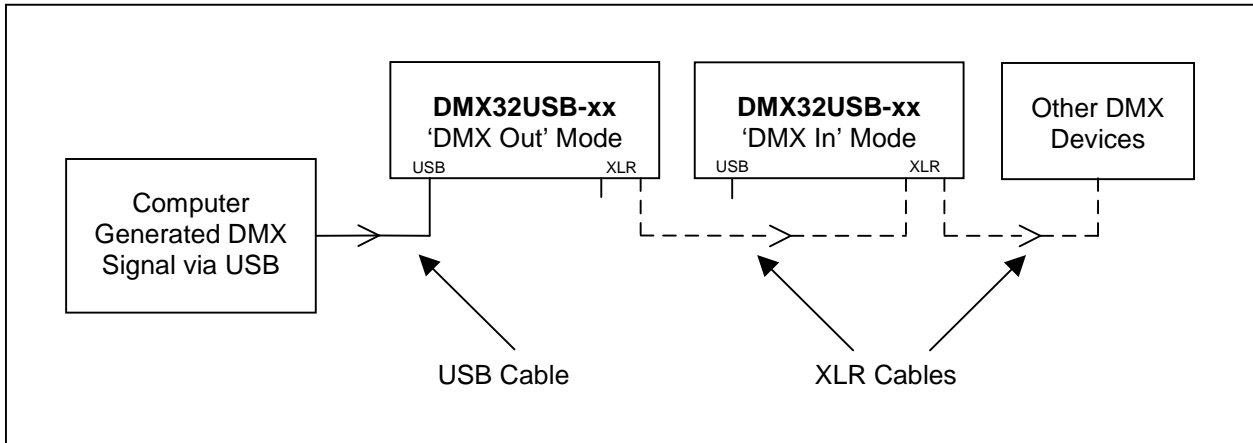 DMX32USB-xx
'DMX Out' Mode
USB
XLR
DMX32USB-xx
'DMX In' Mode
USB
XLR
Other DMX
Devices
Computer
Generated DMX
Signal via USB
USB Cable
XLR Cables